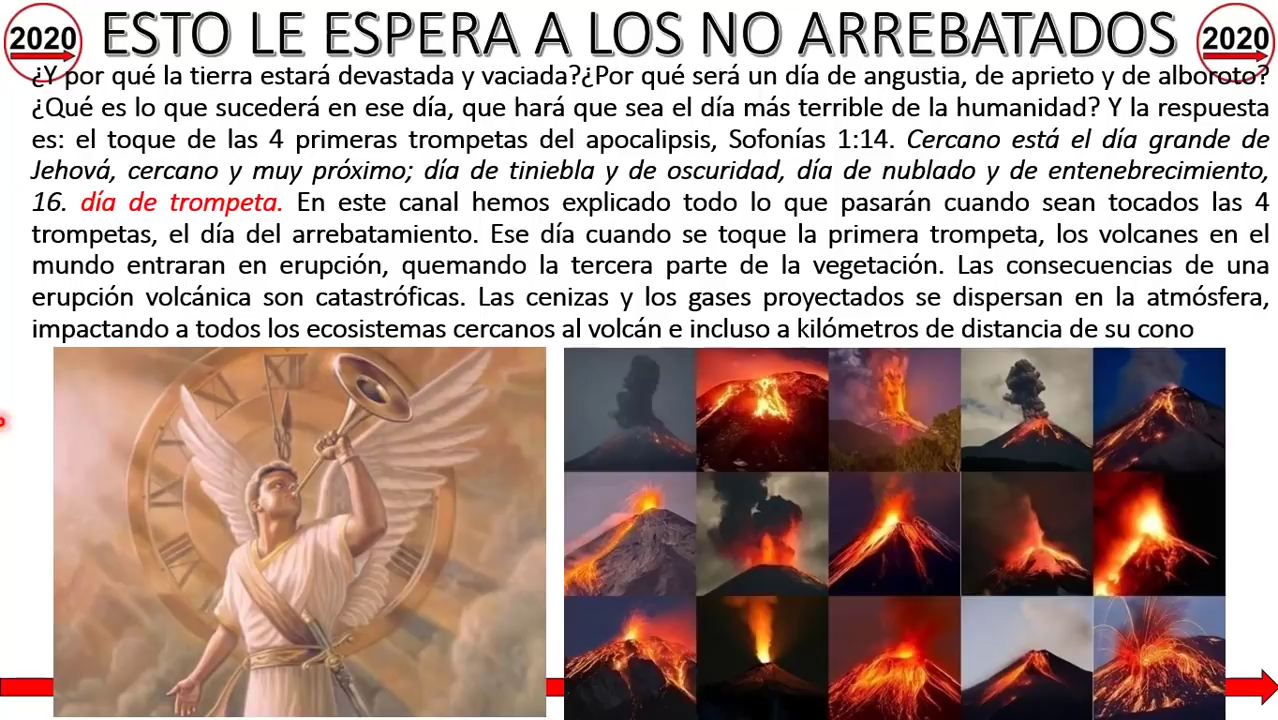 2020 ESTO LE ESPERA A LOS NO ARREBATADOS 2020
¿Y por qué la tierra estará devastada y vaciada?¿Por qué será un día de angustia, de aprieto y de alboroto?
¿Qué es lo que sucederá en ese día, que hará que sea el día más terrible de la humanidad? Y la respuesta
es: el toque de las 4 primeras trompetas del apocalipsis, Sofonías 1:14. Cercano está el día grande de
Jehová, cercano y muy próximo; día de tiniebla y de oscuridad, día de nublado y de entenebrecimiento,
16. día de trompeta. En este canal hemos explicado todo lo que pasarán cuando sean tocados las 4
trompetas, el día del arrebatamiento. Ese día cuando se toque la primera trompeta, los volcanes en el
mundo entraran en erupción, quemando la tercera parte de la vegetación. Las consecuencias de una
erupción volcánica son catastróficas. Las cenizas y los gases proyectados se dispersan en la atmósfera,
impactando a todos los ecosistemas cercanos al volcán e incluso a kilómetros de distancia de su cono